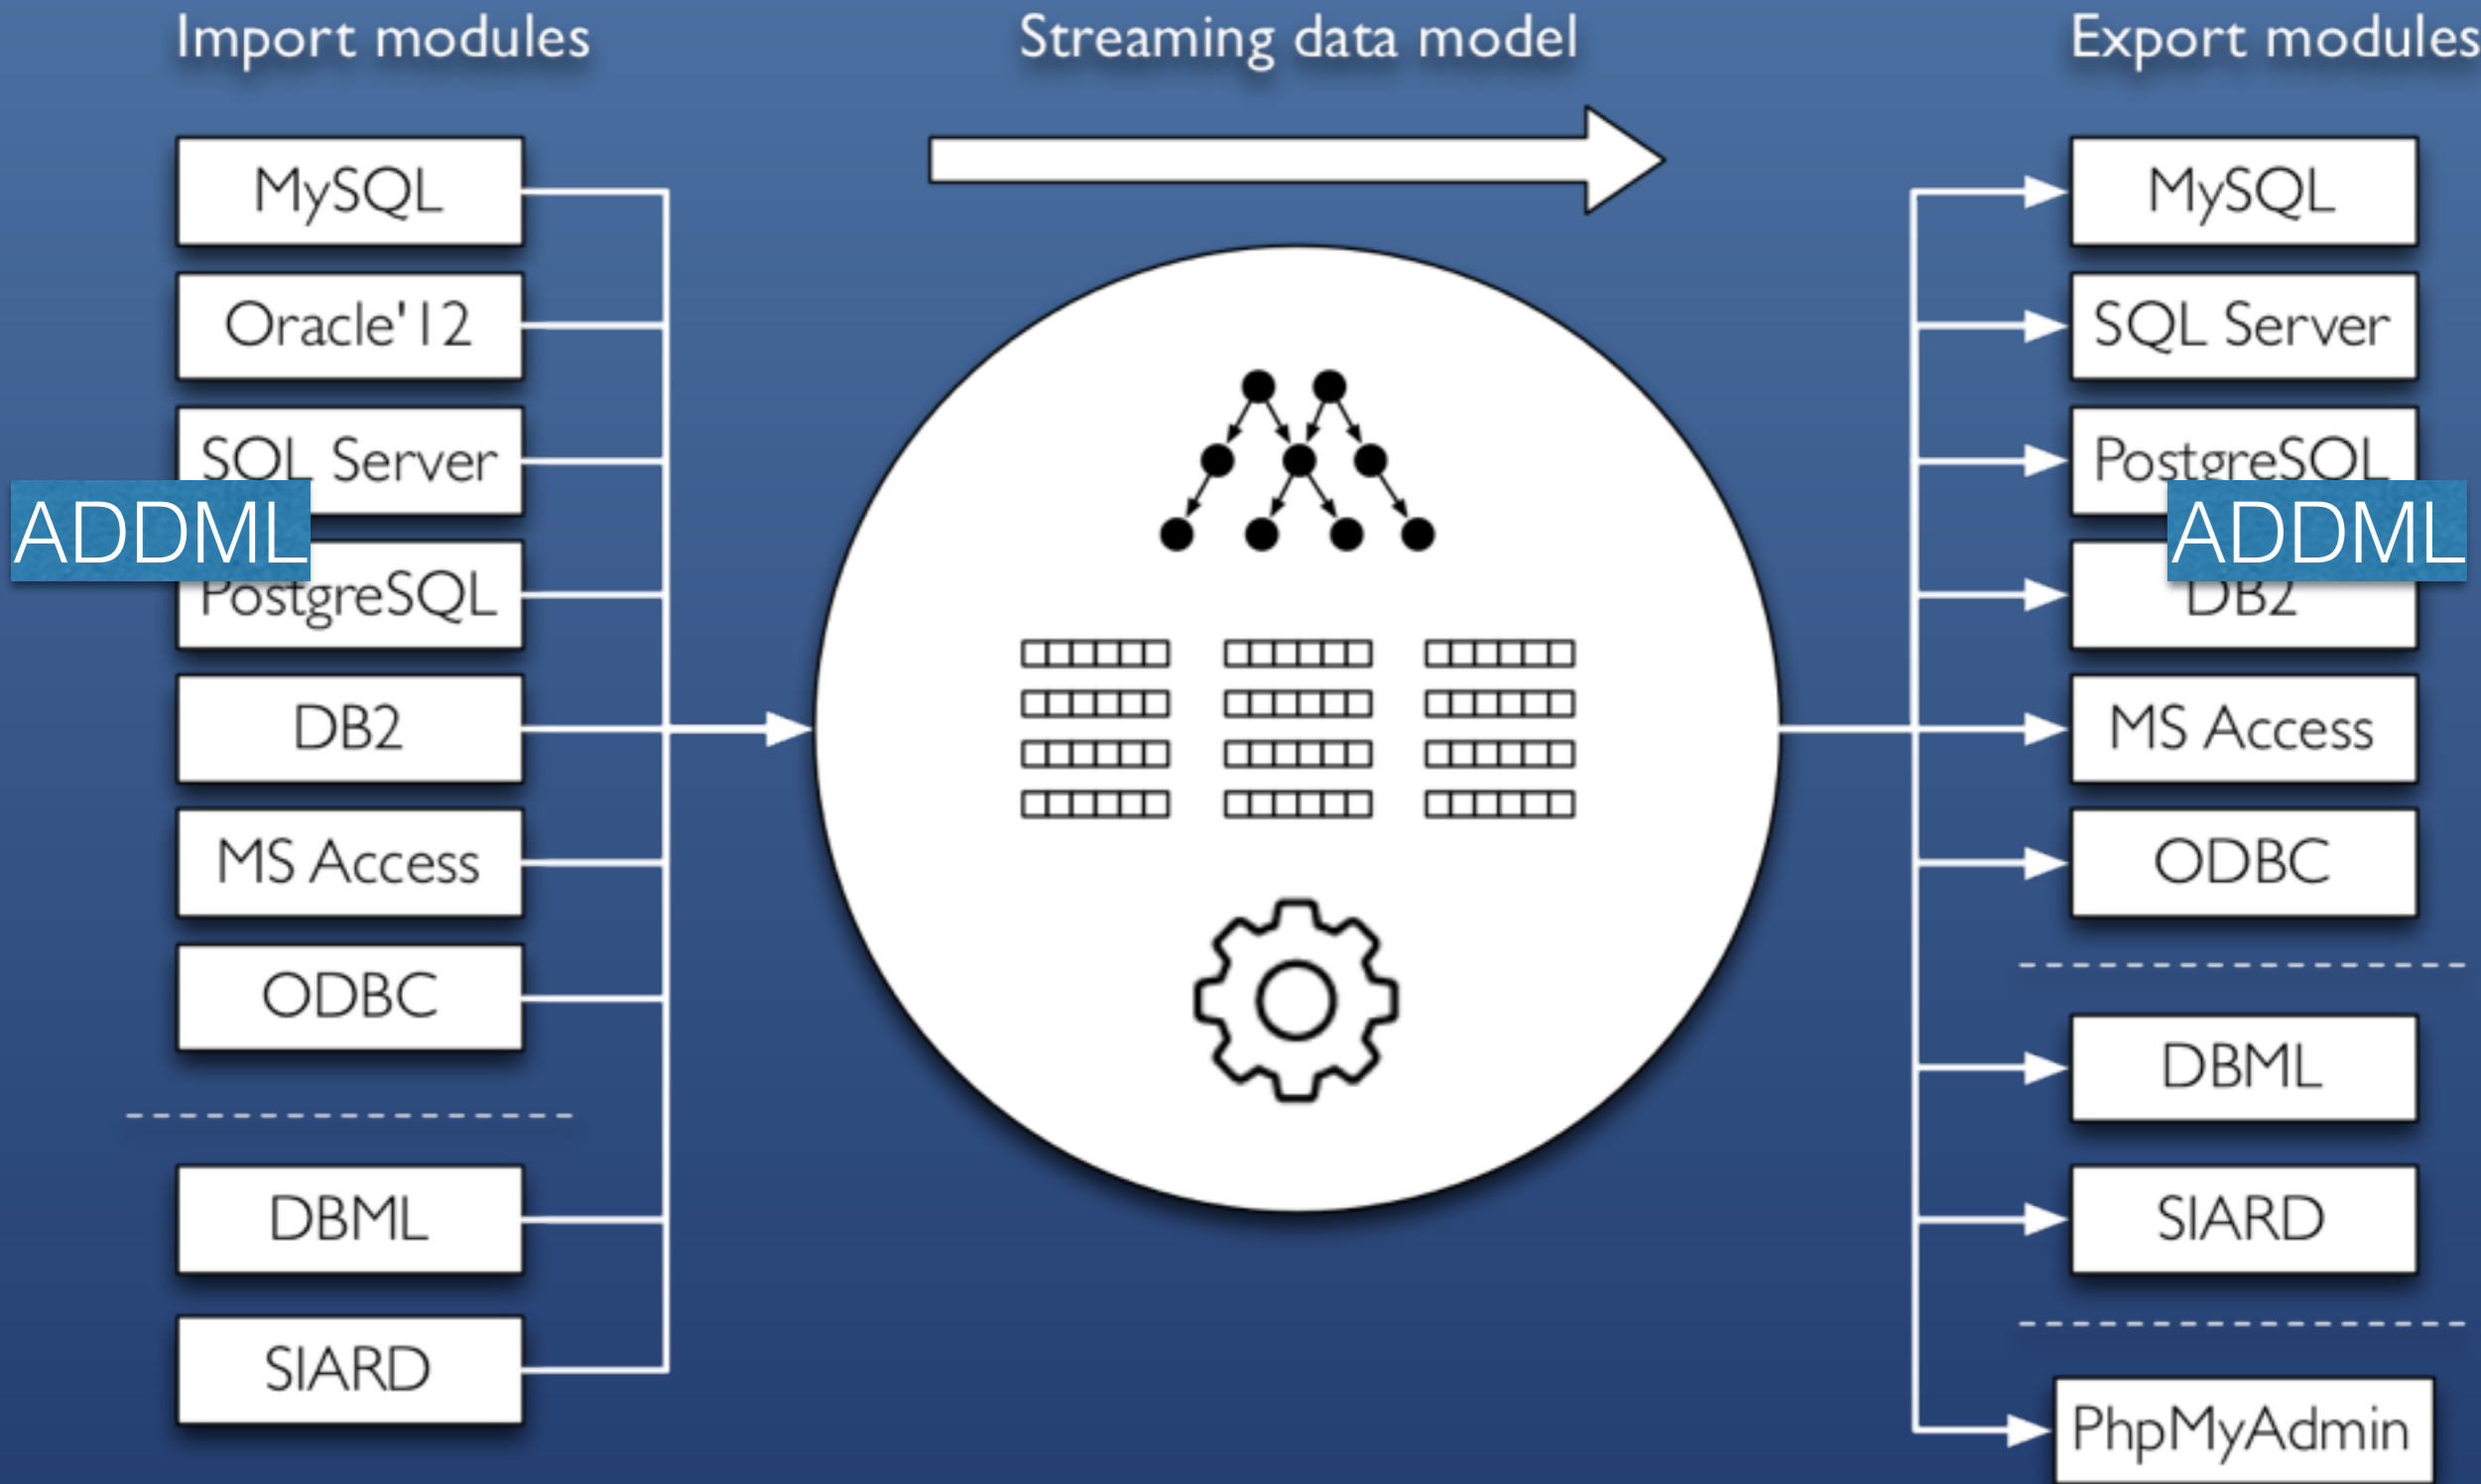 Import modules
Streaming data model
Export modules
MySQL
Oracle'12
SQL Server
ADDML
PostgreSQL
DB2
MS Access
ODBC
DBML
SIARD
MySQL
SQL Server
PostgreSQL
ADDML
DB2
MS Access
ODBC
DBML
SIARD
PhpMyAdmin